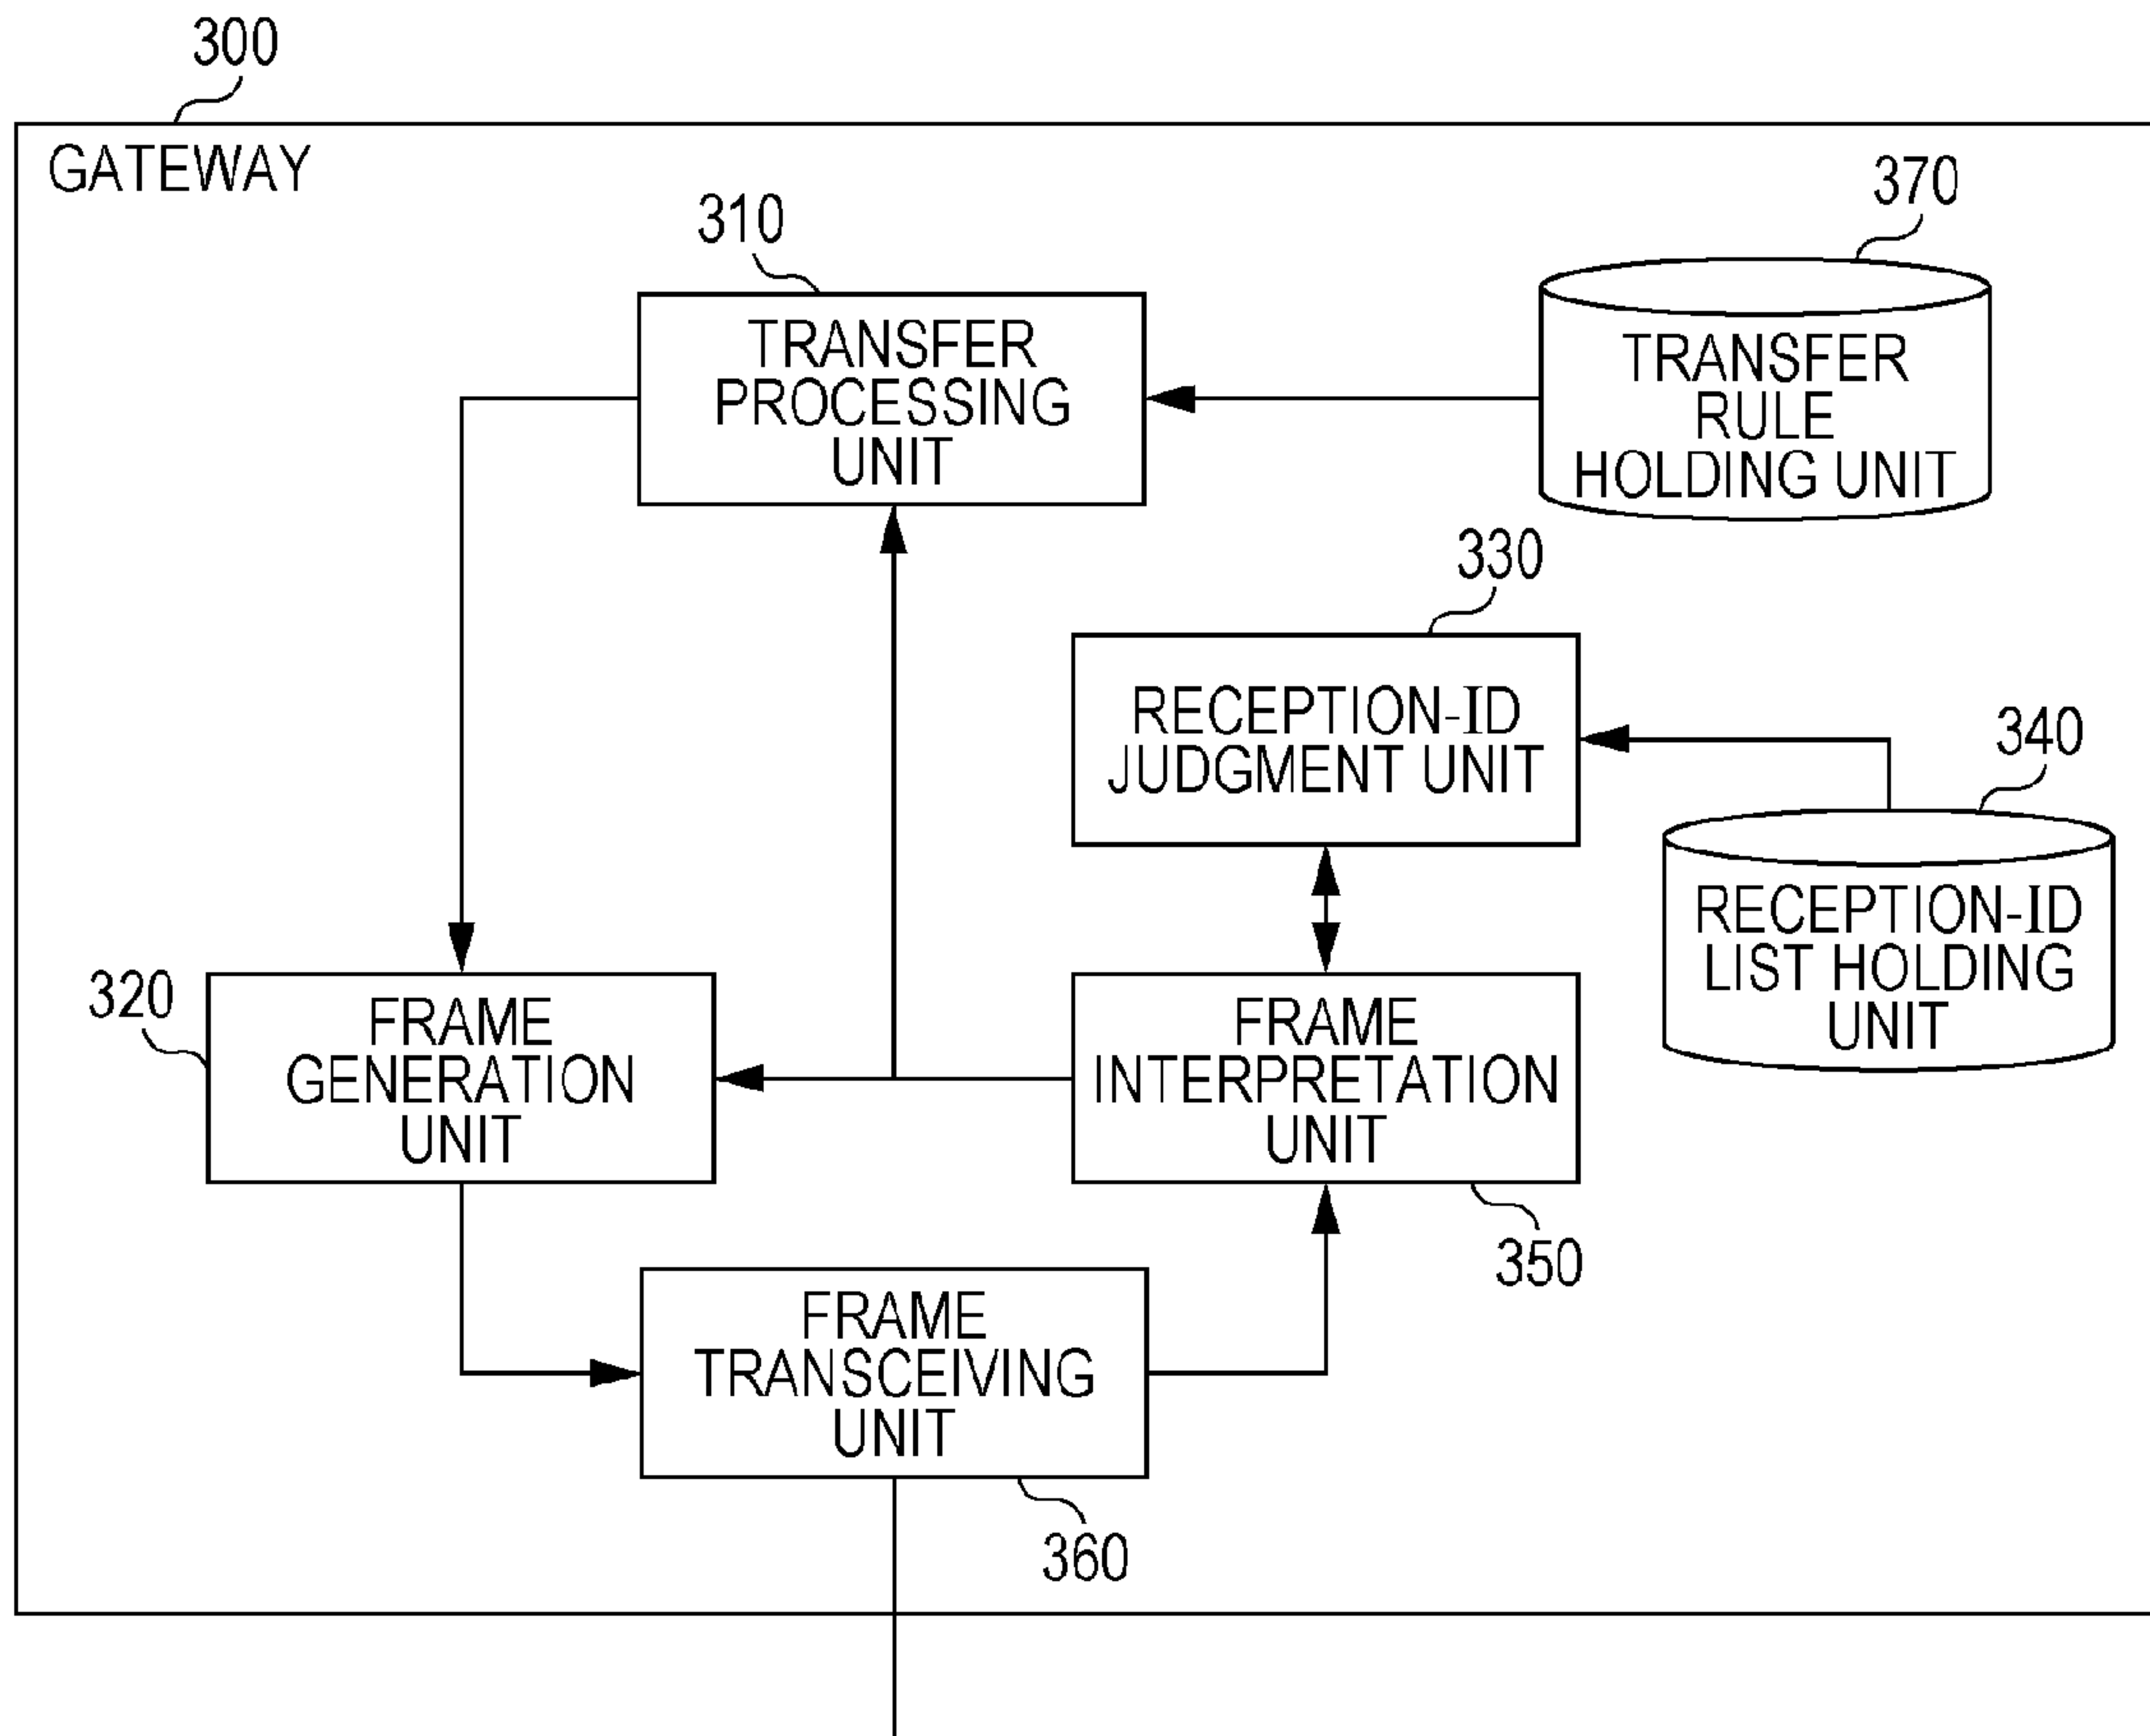 300
GATEWAY
370
310
TRANSFER
PROCESSING
UNIT
TRANSFER
RULE
HOLDING UNIT
330
RECEPTION-ID
JUDGMENT UNIT
340
RECEPTION-ID
LIST HOLDING
UNIT
320
FRAME
GENERATION
UNIT
FRAME
INTERPRETATION
UNIT
350
FRAME
TRANSCEIVING
UNIT
360